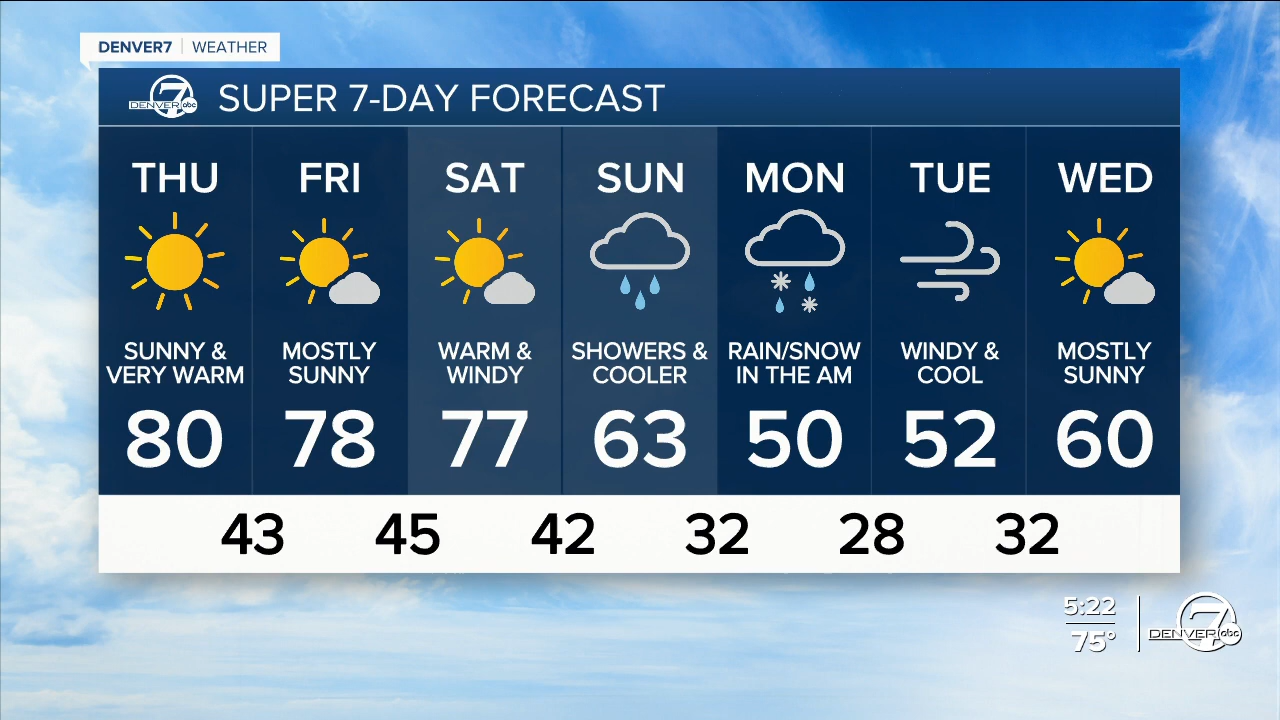 DENVER7 | WEATHER
7
DENVER abc
SUPER 7-DAY FORECAST
THU FRI SAT SUN MON TUE WED
SUNNY & MOSTLY WARM & SHOWERS & RAIN/SNOW WINDY & MOSTLY
VERY WARM SUNNY WINDY COOLER IN THE AM COOL SUNNY
80 78 77 63 50 52 60
43 45 42 32 28 32
5:22
75°
7
DENVER abc